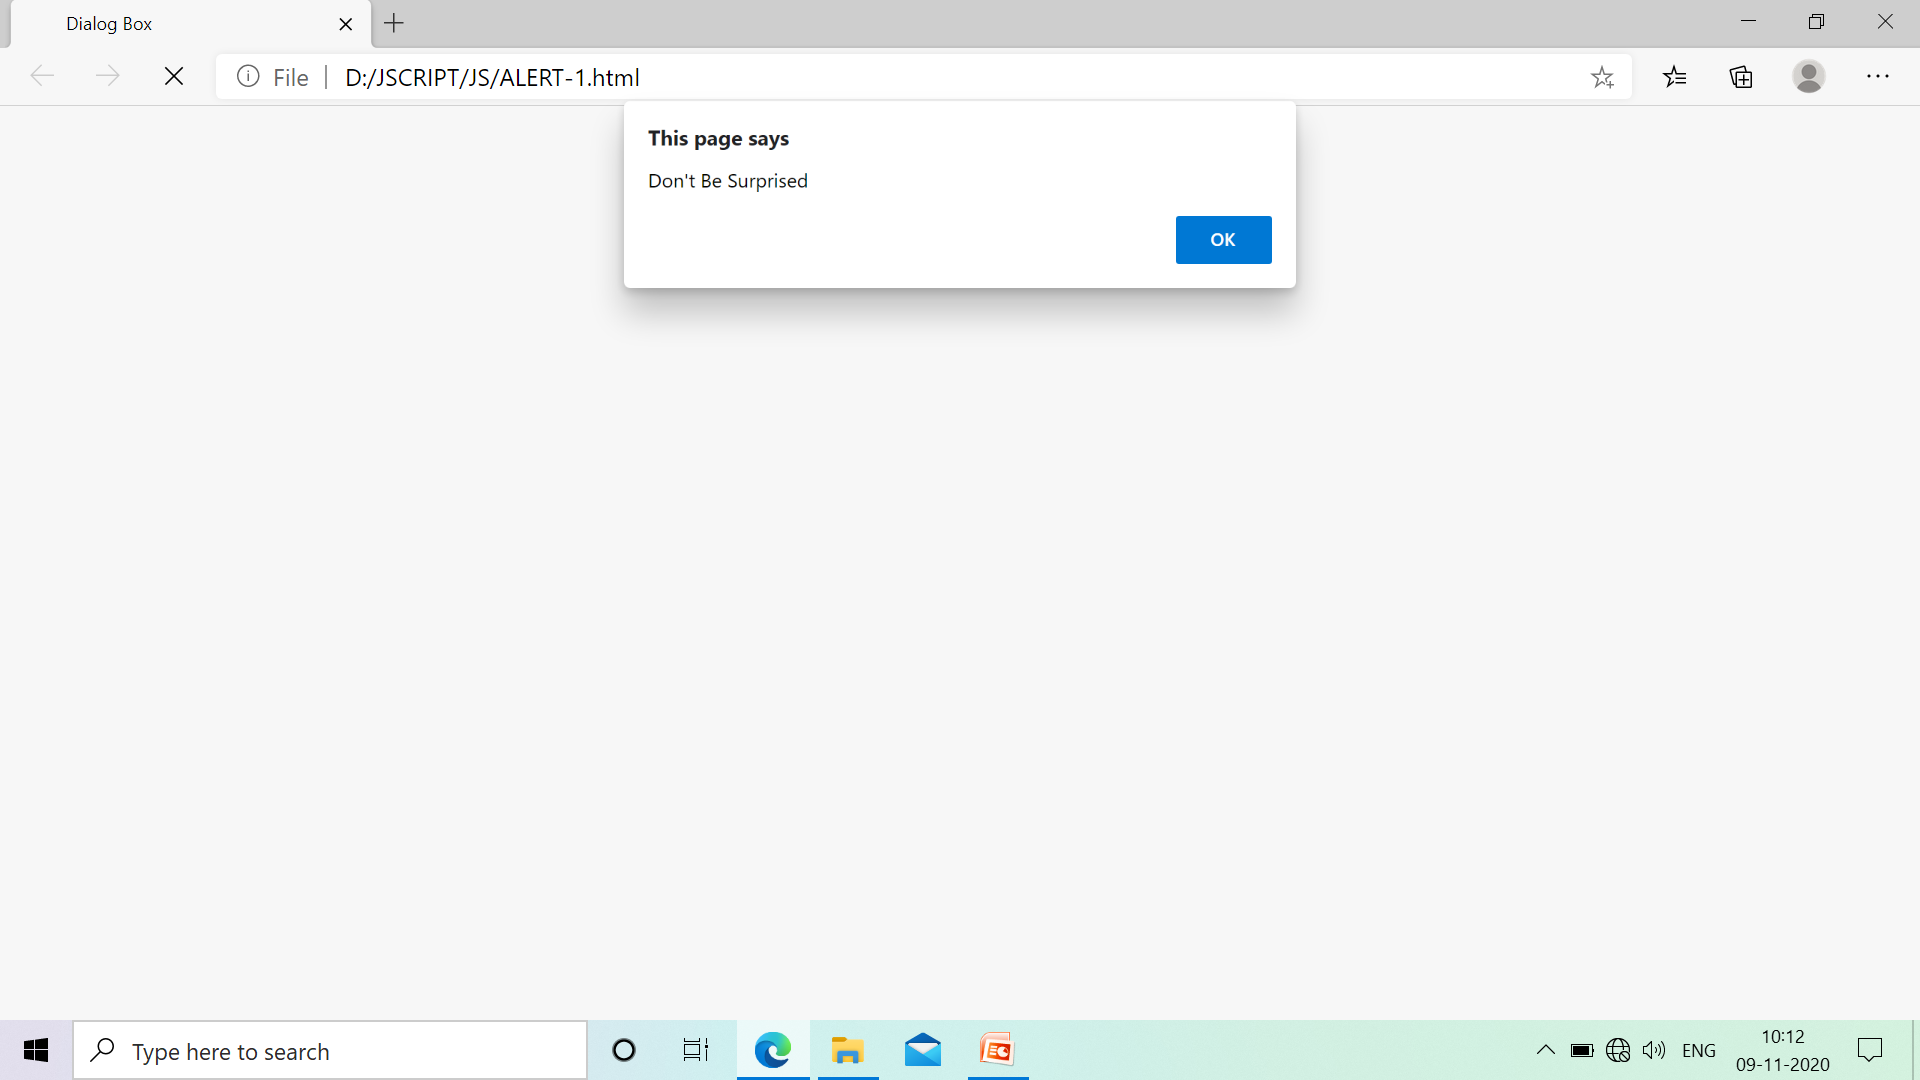 Dialog Box
File | D:/JSCRIPT/JS/ALERT-1.html
This page says
Don't Be Surprised
OK
Type here to search
ENG
10:12
09-11-2020